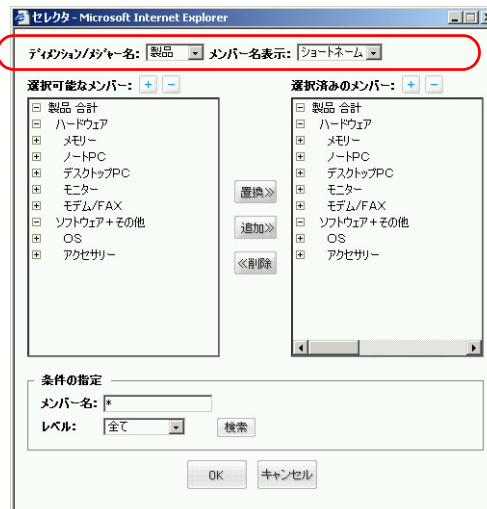 セレクタ - Microsoft Internet Explorer
ディメンション/メジャー名: 製品 メンバー名表示: ショートネーム
選択可能なメンバー: + - 選択済みのメンバー: + -
製品 合計
ハードウェア
メモリー
ノートPC
デスクトップPC
モニター
モデム/FAX
ソフトウェア+その他
OS
アクセサリー
置換≫
追加≫
≪削除
製品 合計
ハードウェア
メモリー
ノートPC
デスクトップPC
モニター
モデム/FAX
ソフトウェア+その他
OS
アクセサリー
条件の指定
メンバー名: *
レベル: 全て 検索
OK キャンセル